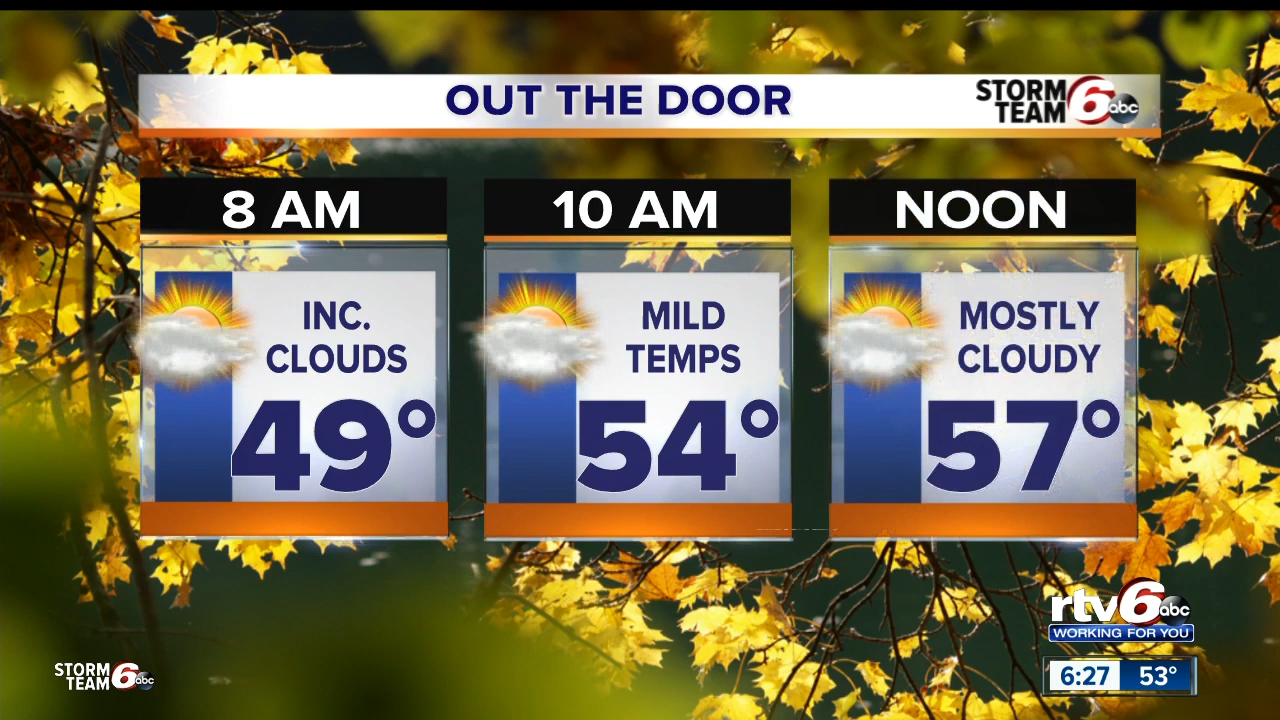 OUT THE DOOR
STORM
TEAM 6 abc
8 AM
INC.
CLOUDS
49°
10 AM
MILD
TEMPS
54°
NOON
MOSTLY
CLOUDY
57°
rtv6 abc
WORKING FOR YOU
STORM
TEAM 6 abc
6:27 53°